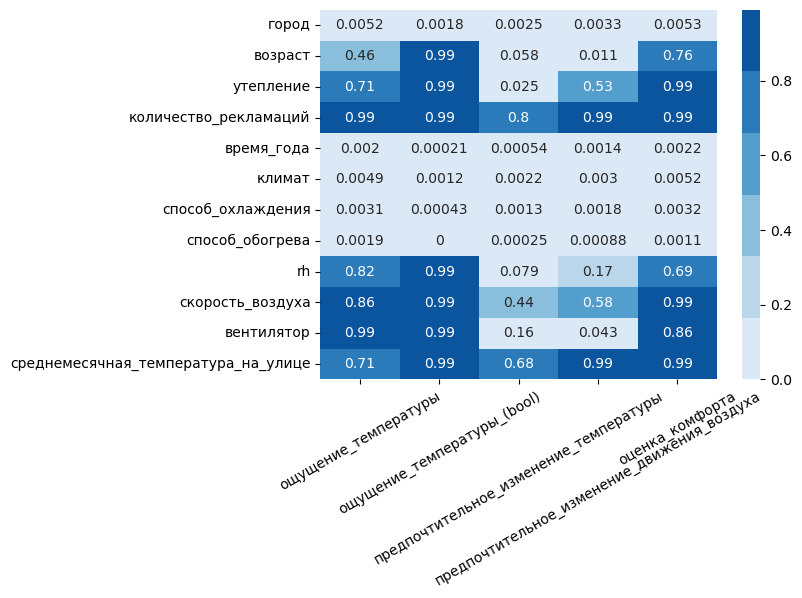 город 0.0052 0.0018 0.0025 0.0033 0.0053
возраст 0.46 0.99 0.058 0.011 0.76 0.8
утепление 0.71 0.99 0.025 0.53 0.99
количество_рекламаций 0.99 0.99 0.8 0.99 0.99
время_года 0.002 0.00021 0.00054 0.0014 0.0022 0.6
климат 0.0049 0.0012 0.0022 0.003 0.0052
способ_охлаждения 0.0031 0.00043 0.0013 0.0018 0.0032
способ_обогрева 0.0019 0 0.00025 0.00088 0.0011 0.4
rh 0.82 0.99 0.079 0.17 0.69
скорость_воздуха 0.86 0.99 0.44 0.58 0.99 0.2
вентилятор 0.99 0.99 0.16 0.043 0.86
среднемесячная_температура_на_улице 0.71 0.99 0.68 0.99 0.99 0.0
ощущение_температуры
ощущение_температуры_(bool)
предпочтительное_изменение_температуры
предпочтительное_изменение_движения_воздуха
оценка_комфорта